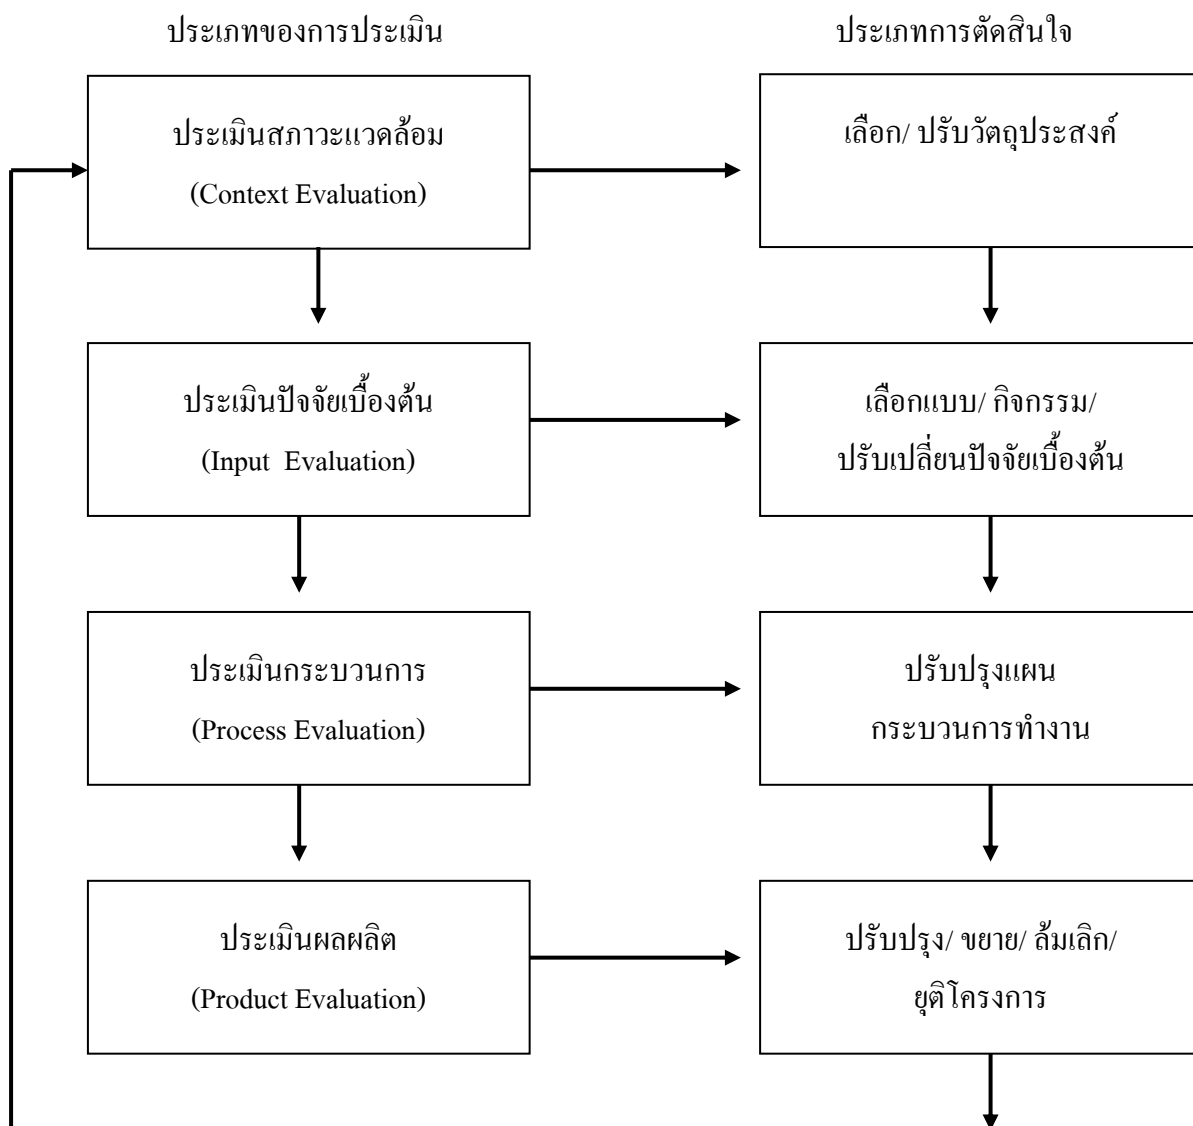 ประเภทของการประเมิน
ประเภทการตัดสินใจ
ประเมินสภาวะแวดล้อม
(Context Evaluation)
เลือก/ ปรับวัตถุประสงค์
ประเมินปัจจัยเบื้องต้น
(Input Evaluation)
เลือกแบบ/ กิจกรรม/
ปรับเปลี่ยนปัจจัยเบื้องต้น
ประเมินกระบวนการ
(Process Evaluation)
ปรับปรุงแผน
กระบวนการทำงาน
ประเมินผลผลิต
(Product Evaluation)
ปรับปรุง/ ขยาย/ ล้มเลิก/
ยุติโครงการ